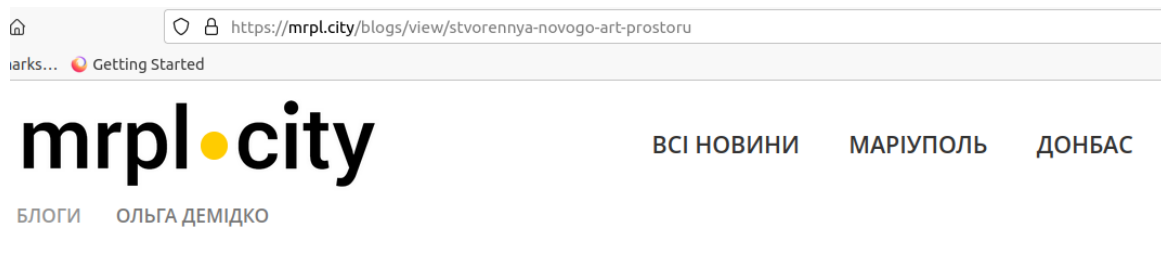 https://mrpl.city/blogs/view/stvorennya-novogo-art-prostoru
arks... Getting Started
mrpl.city ВСІ НОВИНИ МАРІУПОЛЬ ДОНБАС
БЛОГИ ОЛЬГА ДЕМІДКО